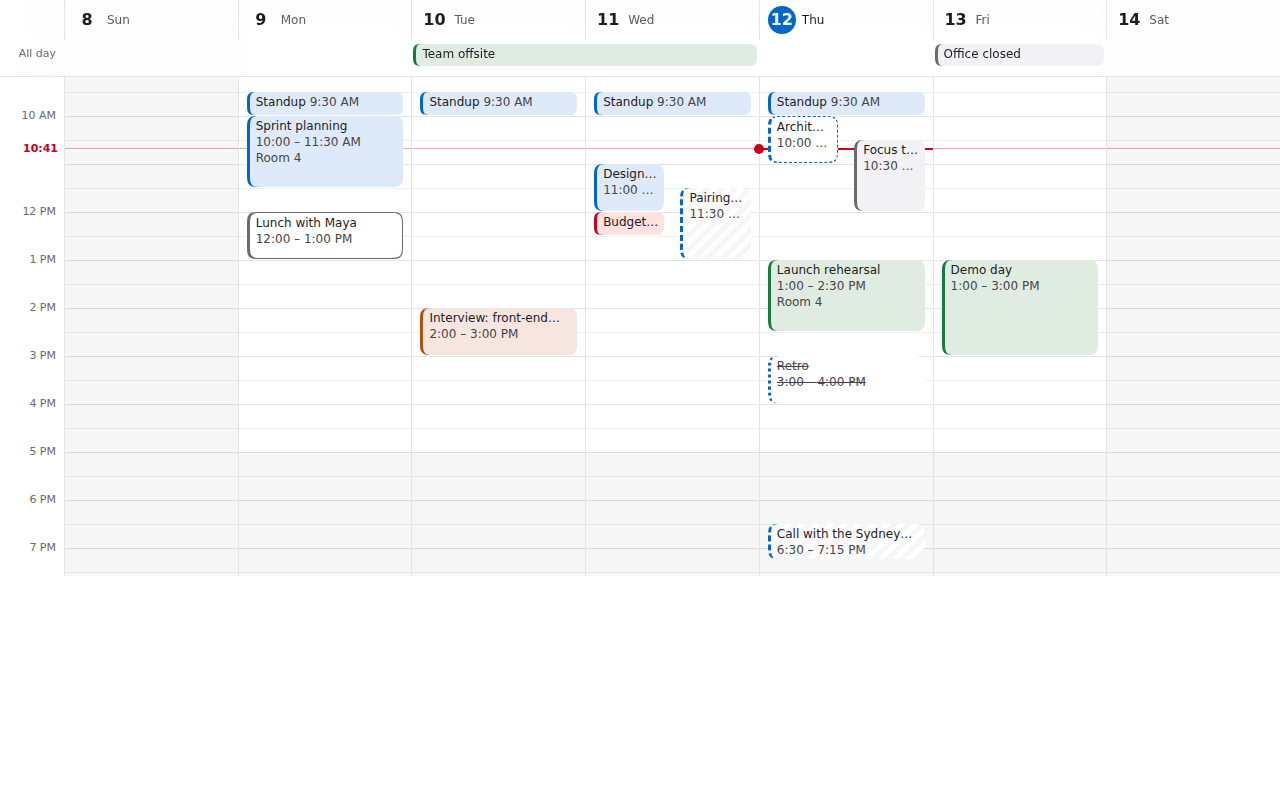 8 Sun
9 Mon
10 Tue
11 Wed
12 Thu
13 Fri
14 Sat
All day
Team offsite
Office closed
10 AM
10:41
12 PM
1 PM
2 PM
3 PM
4 PM
5 PM
6 PM
7 PM
Standup 9:30 AM
Sprint planning
10:00 – 11:30 AM
Room 4
Lunch with Maya
12:00 – 1:00 PM
Standup 9:30 AM
Interview: front-end…
2:00 – 3:00 PM
Standup 9:30 AM
Design…
11:00 …
Budget…
Pairing…
11:30 …
Standup 9:30 AM
Archit…
10:00 …
Focus t…
10:30 …
Launch rehearsal
1:00 – 2:30 PM
Room 4
Retro
3:00 – 4:00 PM
Call with the Sydney…
6:30 – 7:15 PM
Demo day
1:00 – 3:00 PM